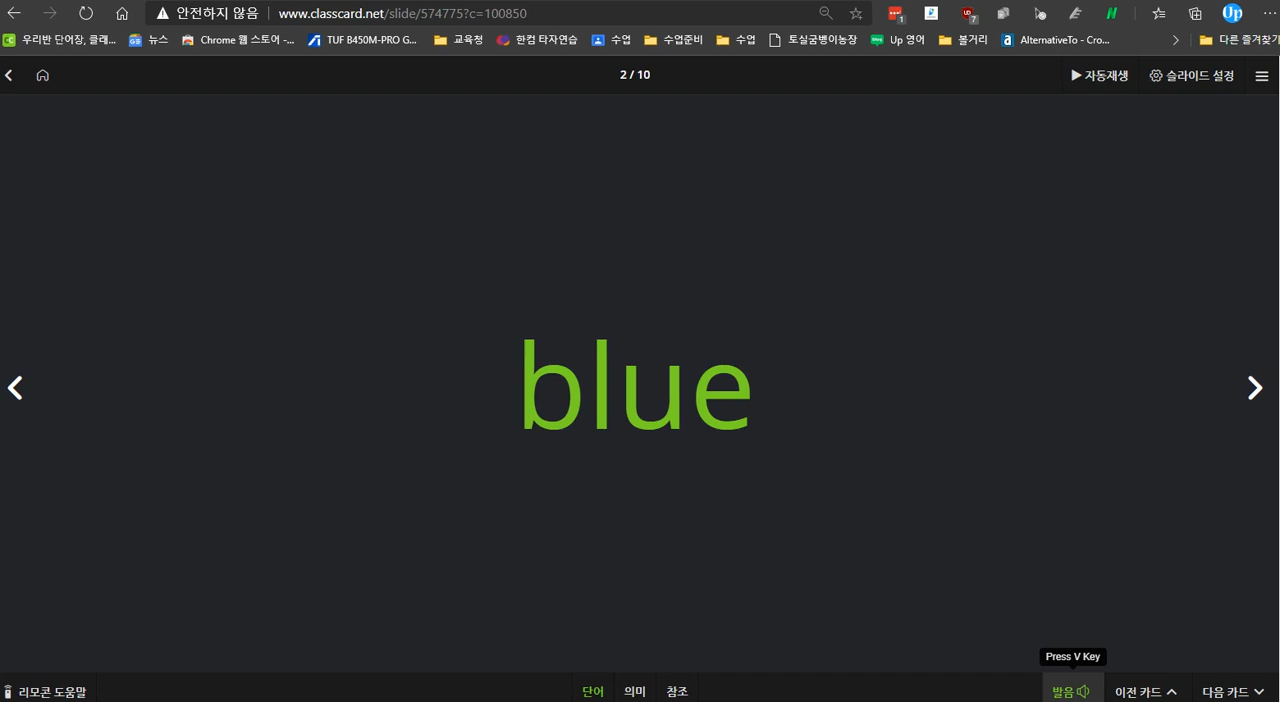 안전하지 않음 | www.classcard.net/slide/574775?c=100850
우리반 단어장, 클래... 뉴스 Chrome 웹 스토어 -... TUF B450M-PRO G... 교육청 한컴 타자연습 수업 수업준비 수업 토실굼벵이농장 Up 영어 볼거리 AlternativeTo - Cro... 다른 즐겨찾기
2 / 10 자동재생 슬라이드 설정
blue
Press V Key
리모콘 도움말 단어 의미 참조 발음 이전 카드 다음 카드